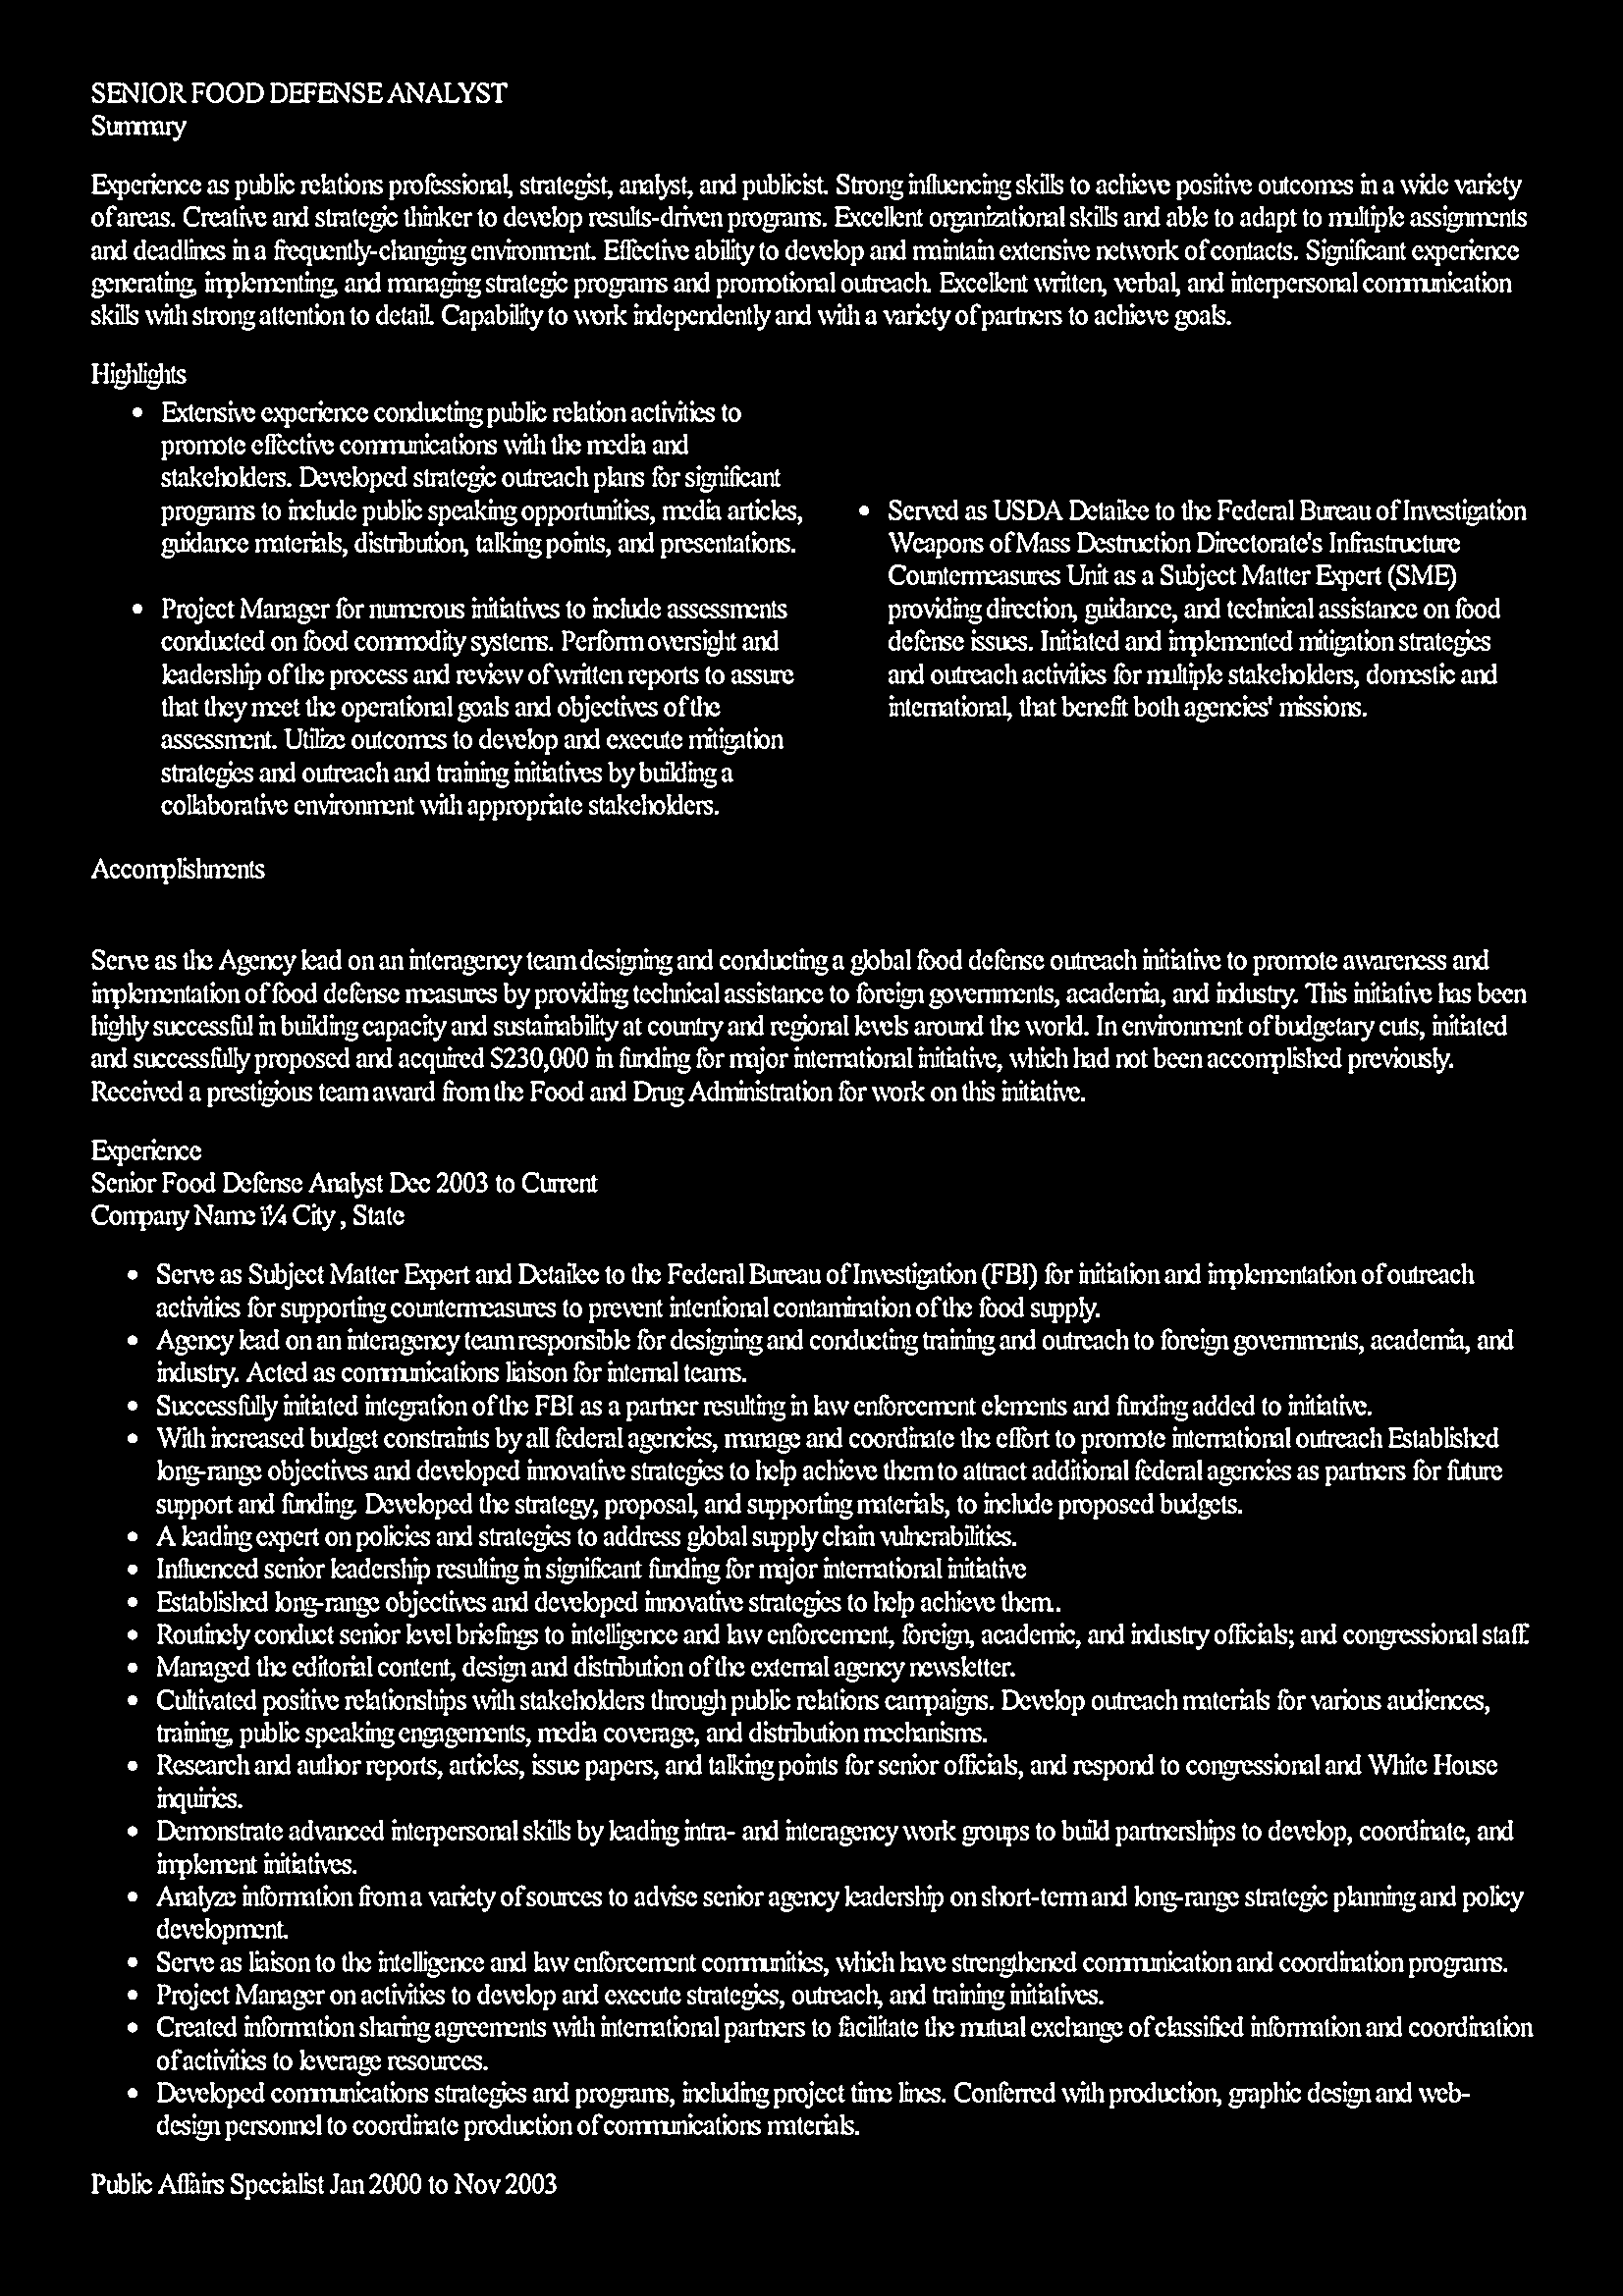 SENIOR FOOD DEFENSE ANALYST
Summary
Experience as public relations professional, strategist, analyst, and publicist. Strong influencing skills to achieve positive outcomes in a wide variety
of areas. Creative and strategic thinker to develop results-driven programs. Excellent organizational skills and able to adapt to multiple assignments
and deadlines in a frequently-changing environment. Effective ability to develop and maintain extensive network of contacts. Significant experience
generating, implementing, and managing strategic programs and promotional outreach. Excellent written, verbal, and interpersonal communication
skills with strong attention to detail. Capability to work independently and with a variety of partners to achieve goals.
Highlights
• Extensive experience conducting public relation activities to
promote effective communications with the media and
stakeholders. Developed strategic outreach plans for significant
programs to include public speaking opportunities, media articles,
guidance materials, distribution, talking points, and presentations.
• Project Manager for numerous initiatives to include assessments
conducted on food commodity systems. Perform oversight and
leadership of the process and review of written reports to assure
that they meet the operational goals and objectives of the
assessment. Utilize outcomes to develop and execute mitigation
strategies and outreach and training initiatives by building a
collaborative environment with appropriate stakeholders.
• Served as USDA Detailee to the Federal Bureau of Investigation
Weapons of Mass Destruction Directorate's Infrastructure
Countermeasures Unit as a Subject Matter Expert (SME)
providing direction, guidance, and technical assistance on food
defense issues. Initiated and implemented mitigation strategies
and outreach activities for multiple stakeholders, domestic and
international, that benefit both agencies' missions.
Accomplishments
Serve as the Agency lead on an interagency team designing and conducting a global food defense outreach initiative to promote awareness and
implementation of food defense measures by providing technical assistance to foreign governments, academia, and industry. This initiative has been
highly successful in building capacity and sustainability at country and regional levels around the world. In environment of budgetary cuts, initiated
and successfully proposed and acquired $230,000 in funding for major international initiative, which had not been accomplished previously.
Received a prestigious team award from the Food and Drug Administration for work on this initiative.
Experience
Senior Food Defense Analyst Dec 2003 to Current
Company Name ï¼ City , State
• Serve as Subject Matter Expert and Detailee to the Federal Bureau of Investigation (FBI) for initiation and implementation of outreach
activities for supporting countermeasures to prevent intentional contamination of the food supply.
• Agency lead on an interagency team responsible for designing and conducting training and outreach to foreign governments, academia, and
industry. Acted as communications liaison for internal teams.
• Successfully initiated integration of the FBI as a partner resulting in law enforcement elements and funding added to initiative.
• With increased budget constraints by all federal agencies, manage and coordinate the effort to promote international outreach Established
long-range objectives and developed innovative strategies to help achieve them to attract additional federal agencies as partners for future
support and funding. Developed the strategy, proposal, and supporting materials, to include proposed budgets.
• A leading expert on policies and strategies to address global supply chain vulnerabilities.
• Influenced senior leadership resulting in significant funding for major international initiative
• Established long-range objectives and developed innovative strategies to help achieve them.
• Routinely conduct senior level briefings to intelligence and law enforcement, foreign, academic, and industry officials; and congressional staff.
• Managed the editorial content, design and distribution of the external agency newsletter.
• Cultivated positive relationships with stakeholders through public relations campaigns. Develop outreach materials for various audiences,
training, public speaking engagements, media coverage, and distribution mechanisms.
• Research and author reports, articles, issue papers, and talking points for senior officials, and respond to congressional and White House
inquiries.
• Demonstrate advanced interpersonal skills by leading intra- and interagency work groups to build partnerships to develop, coordinate, and
implement initiatives.
• Analyze information from a variety of sources to advise senior agency leadership on short-term and long-range strategic planning and policy
development.
• Serve as liaison to the intelligence and law enforcement communities, which have strengthened communication and coordination programs.
• Project Manager on activities to develop and execute strategies, outreach, and training initiatives.
• Created information sharing agreements with international partners to facilitate the mutual exchange of classified information and coordination
of activities to leverage resources.
• Developed communications strategies and programs, including project time lines. Conferred with production, graphic design and web-
design personnel to coordinate production of communications materials.
Public Affairs Specialist Jan 2000 to Nov 2003